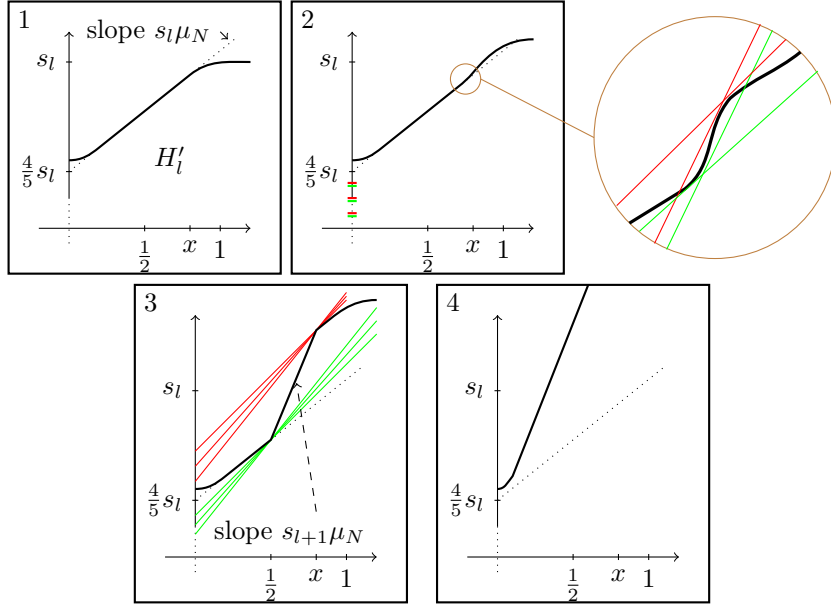 1
slope $s_l \mu_N$
$s_l$
$\frac{4}{5} s_l$
$H'_l$
$\frac{1}{2}$ $x$ 1
2
$s_l$
$\frac{4}{5} s_l$
$\frac{1}{2}$ $x$ 1
3
$s_l$
$\frac{4}{5} s_l$
slope $s_{l+1} \mu_N$
$\frac{1}{2}$ $x$ 1
4
$s_l$
$\frac{4}{5} s_l$
$\frac{1}{2}$ $x$ 1